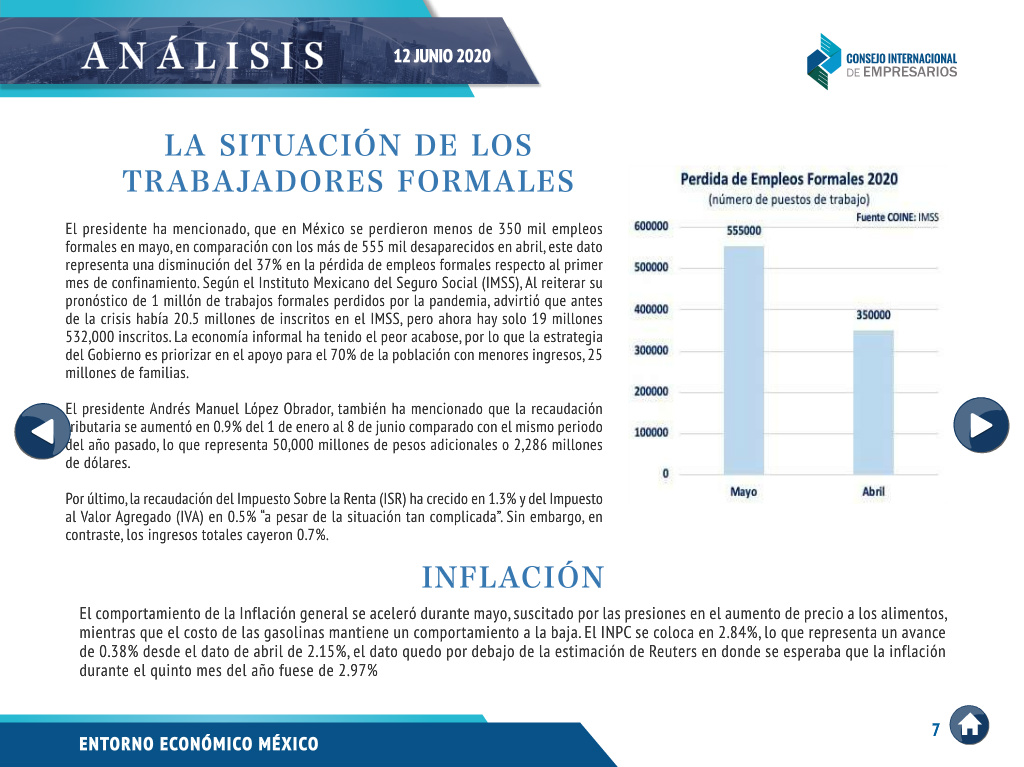 ANÁLISIS
12 JUNIO 2020
CONSEJO INTERNACIONAL
DE EMPRESARIOS
LA SITUACIÓN DE LOS
TRABAJADORES FORMALES
El presidente ha mencionado, que en México se perdieron menos de 350 mil empleos
formales en mayo, en comparación con los más de 555 mil desaparecidos en abril, este dato
representa una disminución del 37% en la pérdida de empleos formales respecto al primer
mes de confinamiento. Según el Instituto Mexicano del Seguro Social (IMSS), Al reiterar su
pronóstico de 1 millón de trabajos formales perdidos por la pandemia, advirtió que antes
de la crisis había 20.5 millones de inscritos en el IMSS, pero ahora hay solo 19 millones
532,000 inscritos. La economía informal ha tenido el peor acabose, por lo que la estrategia
del Gobierno es priorizar en el apoyo para el 70% de la población con menores ingresos, 25
millones de familias.
El presidente Andrés Manuel López Obrador, también ha mencionado que la recaudación
tributaria se aumentó en 0.9% del 1 de enero al 8 de junio comparado con el mismo periodo
del año pasado, lo que representa 50,000 millones de pesos adicionales o 2,286 millones
de dólares.
Por último, la recaudación del Impuesto Sobre la Renta (ISR) ha crecido en 1.3% y del Impuesto
al Valor Agregado (IVA) en 0.5% “a pesar de la situación tan complicada”. Sin embargo, en
contraste, los ingresos totales cayeron 0.7%.
Perdida de Empleos Formales 2020
(número de puestos de trabajo)
Fuente COINE: IMSS
600000
500000
400000
300000
200000
100000
0
555000
350000
Mayo
Abril
INFLACIÓN
El comportamiento de la Inflación general se aceleró durante mayo, suscitado por las presiones en el aumento de precio a los alimentos,
mientras que el costo de las gasolinas mantiene un comportamiento a la baja. El INPC se coloca en 2.84%, lo que representa un avance
de 0.38% desde el dato de abril de 2.15%, el dato quedo por debajo de la estimación de Reuters en donde se esperaba que la inflación
durante el quinto mes del año fuese de 2.97%
ENTORNO ECONÓMICO MÉXICO
7